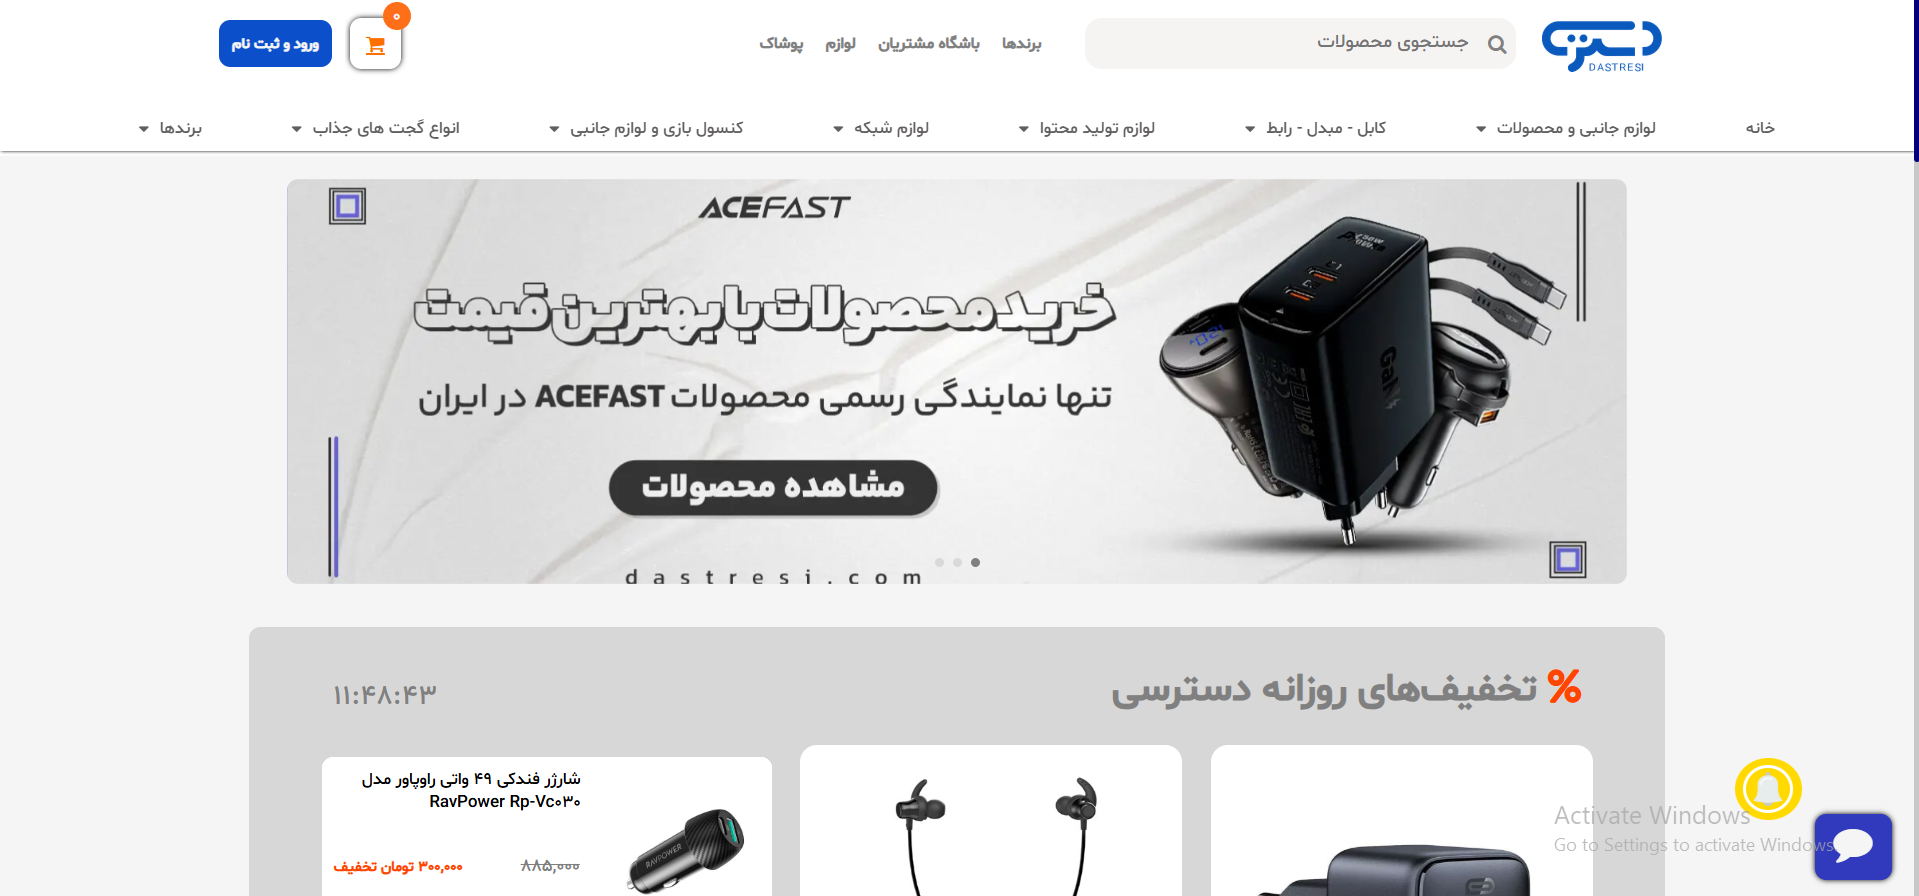 دسترسی
DASTRESI
جستجوی محصولات
برندها
باشگاه مشتریان
لوازم
پوشاک
۰
ورود و ثبت نام
خانه
لوازم جانبی و محصولات
کابل - مبدل - رابط
لوازم تولید محتوا
لوازم شبکه
کنسول بازی و لوازم جانبی
انواع گجت های جذاب
برندها
ACEFAST
خرید محصولات با بهترین قیمت
تنها نمایندگی رسمی محصولات ACEFAST در ایران
مشاهده محصولات
dastresi.com
GaN
% تخفیف‌های روزانه دسترسی
۱۱:۴۸:۴۳
شارژر فندکی ۴۹ واتی راوپاور مدل
RavPower Rp-Vc۰۳۰
RAVPOWER
۸۸۵,۰۰۰
۳۰۰,۰۰۰ تومان تخفیف
Activate Windows
Go to Settings to activate Windows.